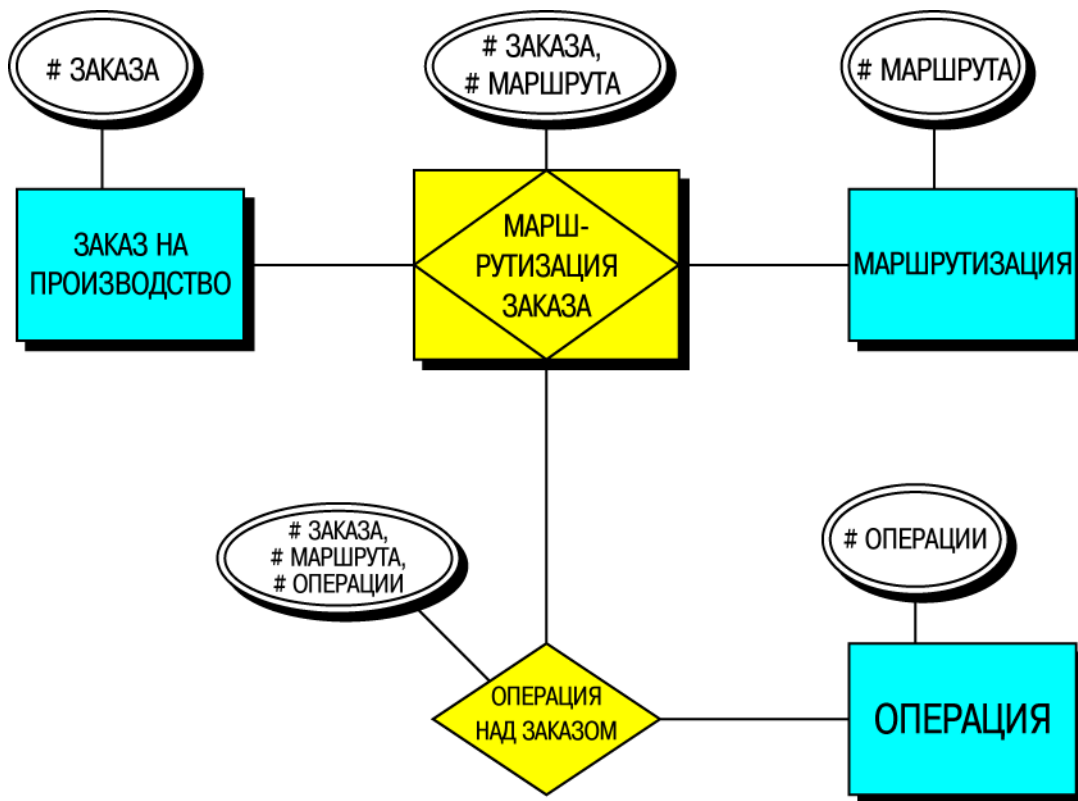 # ЗАКАЗА
# ЗАКАЗА,
# МАРШРУТА
# МАРШРУТА
ЗАКАЗ НА
ПРОИЗВОДСТВО
МАРШ-
РУТИЗАЦИЯ
ЗАКАЗА
МАРШРУТИЗАЦИЯ
# ЗАКАЗА,
# МАРШРУТА,
# ОПЕРАЦИИ
# ОПЕРАЦИИ
ОПЕРАЦИЯ
НАД ЗАКАЗОМ
ОПЕРАЦИЯ